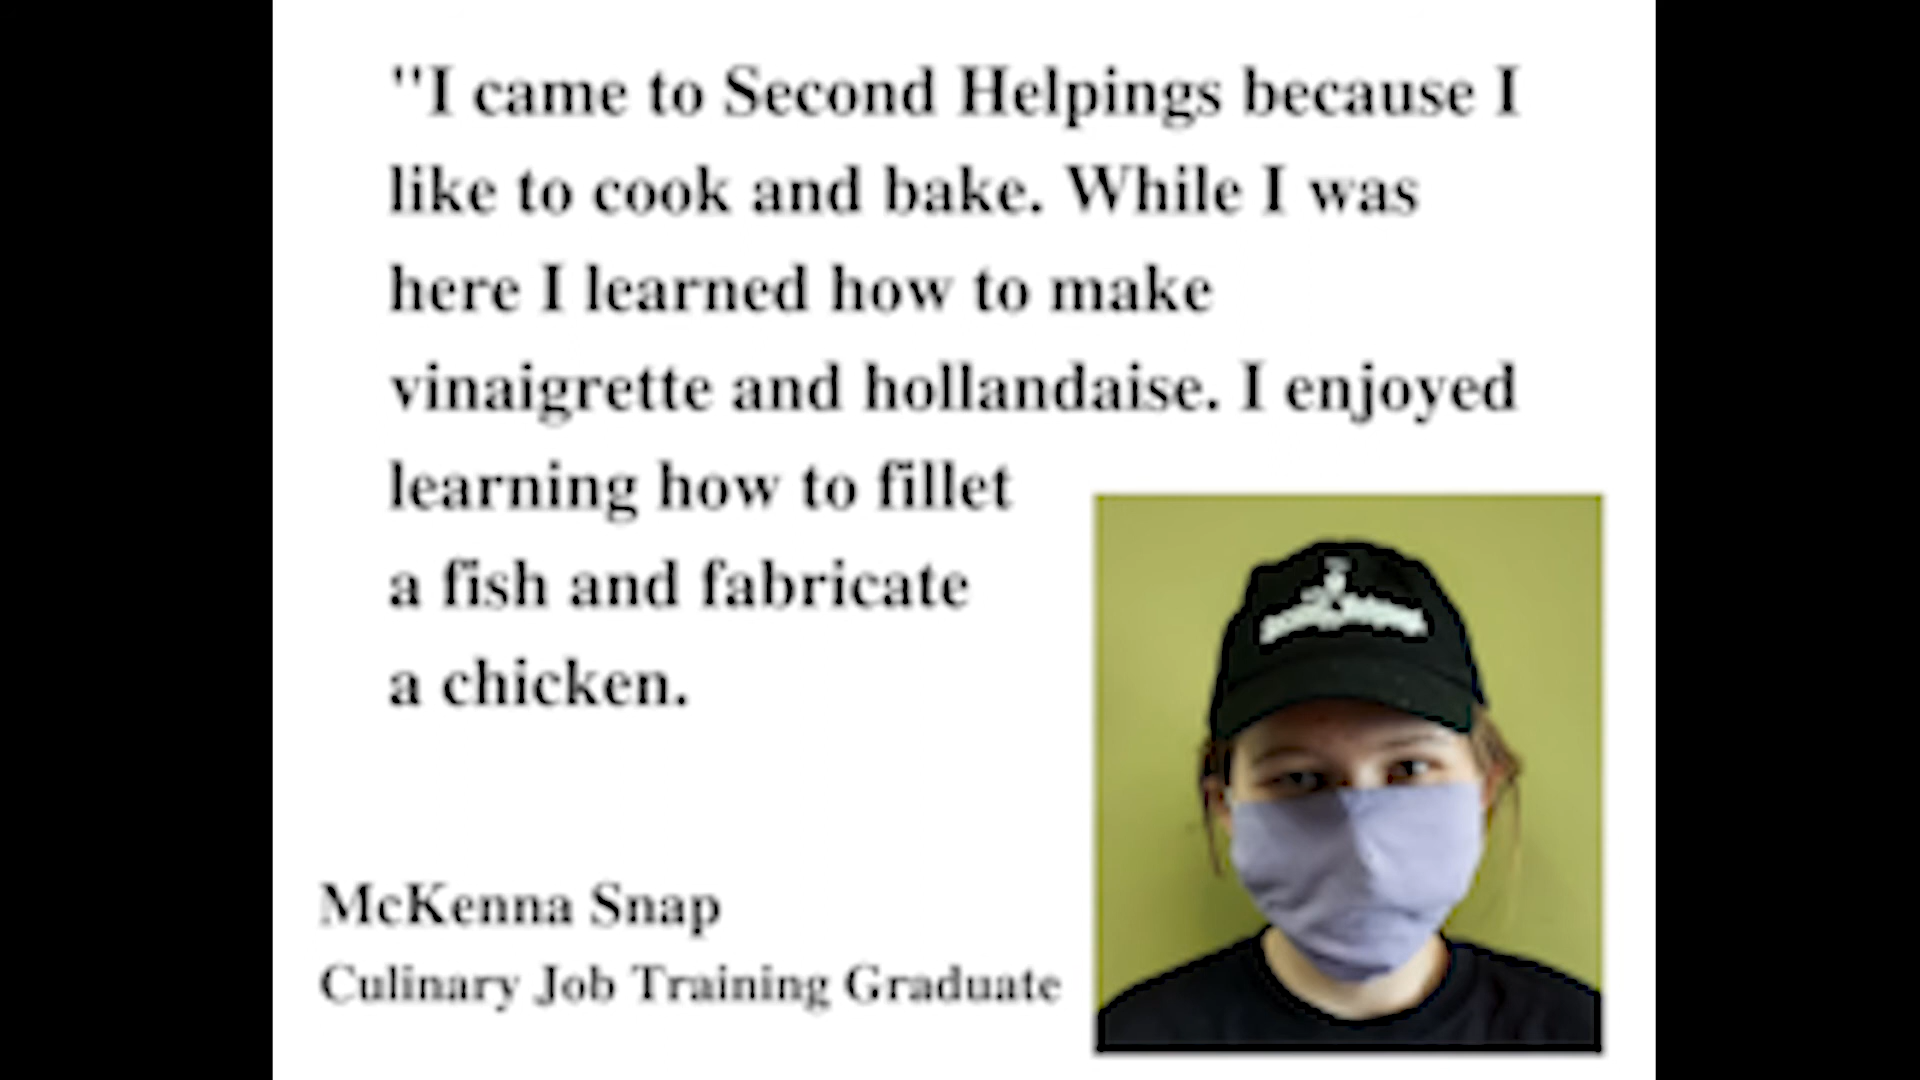 "I came to Second Helpings because I
like to cook and bake. While I was
here I learned how to make
vinaigrette and hollandaise. I enjoyed
learning how to fillet
a fish and fabricate
a chicken.
McKenna Snap
Culinary Job Training Graduate